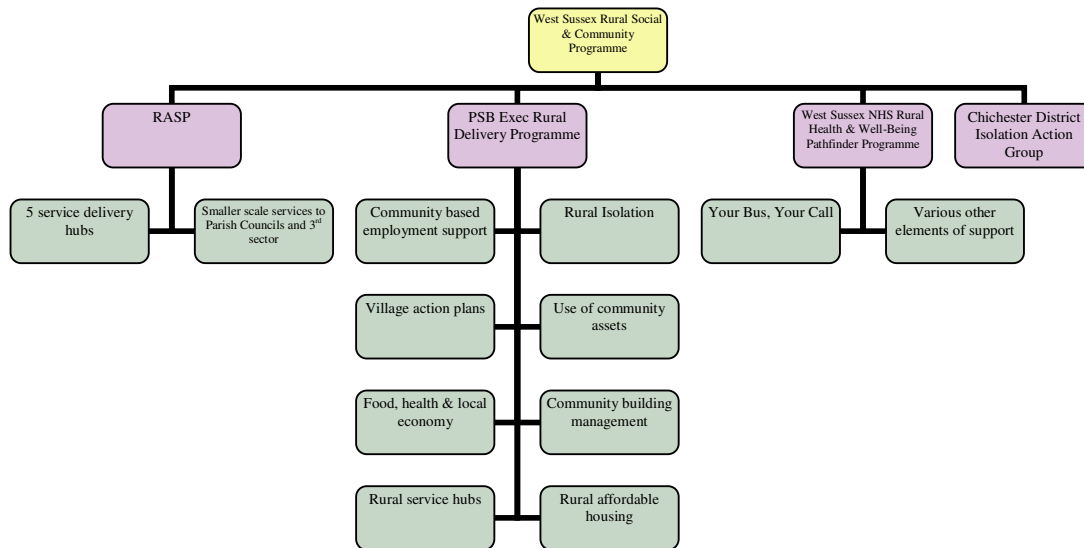 West Sussex Rural Social
& Community
Programme
RASP
PSB Exec Rural
Delivery Programme
West Sussex NHS Rural
Health & Well-Being
Pathfinder Programme
Chichester District
Isolation Action
Group
5 service delivery
hubs
Smaller scale services to
Parish Councils and 3rd
sector
Community based
employment support
Rural Isolation
Your Bus, Your Call
Various other
elements of support
Village action plans
Use of community
assets
Food, health & local
economy
Community building
management
Rural service hubs
Rural affordable
housing